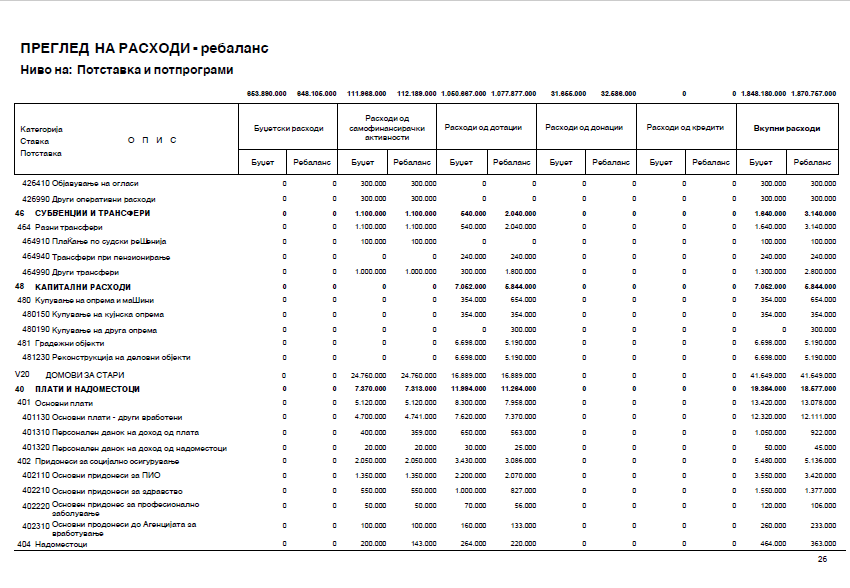 ПРЕГЛЕД НА РАСХОДИ - ребаланс
Ниво на: Потставка и потпрограми
653.890.000 648.105.000 111.968.000 112.189.000 1.050.667.000 1.077.877.000 31.655.000 32.586.000 0 0 1.848.180.000 1.870.757.000
Категорија
Ставка
Потставка
О П И С
Буџетски расходи
Расходи од
самофинансирачки
активности
Расходи од дотации
Расходи од донации
Расходи од кредити
Вкупни расходи
Буџет Ребаланс Буџет Ребаланс Буџет Ребаланс Буџет Ребаланс Буџет Ребаланс Буџет Ребаланс
426410 Објавување на огласи 0 0 300.000 300.000 0 0 0 0 0 0 300.000 300.000
426990 Други оперативни расходи 0 0 300.000 300.000 0 0 0 0 0 0 300.000 300.000
46 СУБВЕНЦИИ И ТРАНСФЕРИ 0 0 1.100.000 1.100.000 540.000 2.040.000 0 0 0 0 1.640.000 3.140.000
464 Разни трансфери 0 0 1.100.000 1.100.000 540.000 2.040.000 0 0 0 0 1.640.000 3.140.000
464910 ПлаЌање по судски реШенија 0 0 100.000 100.000 0 0 0 0 0 0 100.000 100.000
464940 Трансфери при пензионирање 0 0 0 0 240.000 240.000 0 0 0 0 240.000 240.000
464990 Други трансфери 0 0 1.000.000 1.000.000 300.000 1.800.000 0 0 0 0 1.300.000 2.800.000
48 КАПИТАЛНИ РАСХОДИ 0 0 0 0 7.052.000 5.844.000 0 0 0 0 7.052.000 5.844.000
480 Купување на опрема и маШини 0 0 0 0 354.000 654.000 0 0 0 0 354.000 654.000
480150 Купување на кујнска опрема 0 0 0 0 354.000 354.000 0 0 0 0 354.000 354.000
480190 Купување на друга опрема 0 0 0 0 0 300.000 0 0 0 0 0 300.000
481 Градежни објекти 0 0 0 0 6.698.000 5.190.000 0 0 0 0 6.698.000 5.190.000
481230 Реконструкција на деловни објекти 0 0 0 0 6.698.000 5.190.000 0 0 0 0 6.698.000 5.190.000
V20 ДОМОВИ ЗА СТАРИ 0 0 24.760.000 24.760.000 16.889.000 16.889.000 0 0 0 0 41.649.000 41.649.000
40 ПЛАТИ И НАДОМЕСТОЦИ 0 0 7.370.000 7.313.000 11.994.000 11.264.000 0 0 0 0 19.364.000 18.577.000
401 Основни плати 0 0 5.120.000 5.120.000 8.300.000 7.958.000 0 0 0 0 13.420.000 13.078.000
401130 Основни плати - други вработени 0 0 4.700.000 4.741.000 7.620.000 7.370.000 0 0 0 0 12.320.000 12.111.000
401310 Персонален данок на доход од плата 0 0 400.000 359.000 650.000 563.000 0 0 0 0 1.050.000 922.000
401320 Персонален данок на доход од надоместоци 0 0 20.000 20.000 30.000 25.000 0 0 0 0 50.000 45.000
402 Придонеси за социјално осигурување 0 0 2.050.000 2.050.000 3.430.000 3.086.000 0 0 0 0 5.480.000 5.136.000
402110 Основни придонеси за ПИО 0 0 1.350.000 1.350.000 2.200.000 2.070.000 0 0 0 0 3.550.000 3.420.000
402210 Основни придонеси за здравство 0 0 550.000 550.000 1.000.000 827.000 0 0 0 0 1.550.000 1.377.000
402220 Основен придонес за професионално
заболување 0 0 50.000 50.000 70.000 56.000 0 0 0 0 120.000 106.000
402310 Основни продонеси до Агенцијата за
вработување 0 0 100.000 100.000 160.000 133.000 0 0 0 0 260.000 233.000
404 Надоместоци 0 0 200.000 143.000 264.000 220.000 0 0 0 0 464.000 363.000
26